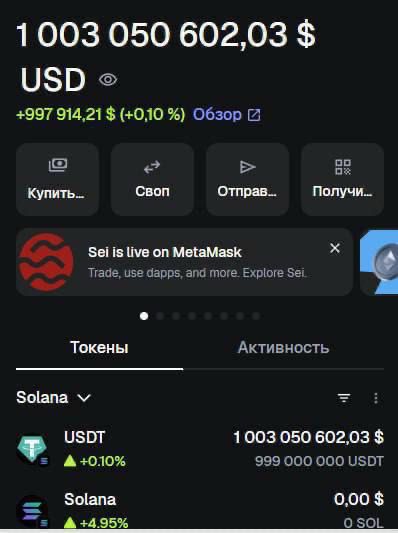 1 003 050 602,03 $
USD
+997 914,21 $ (+0,10 %) Обзор
Купить... Своп Отправ... Получи...
Sei is live on MetaMask
Trade, use dapps, and more. Explore Sei.
Токены Активность
Solana
USDT 1 003 050 602,03 $
+0.10% 999 000 000 USDT
Solana 0,00 $
+4.95% 0 SOL